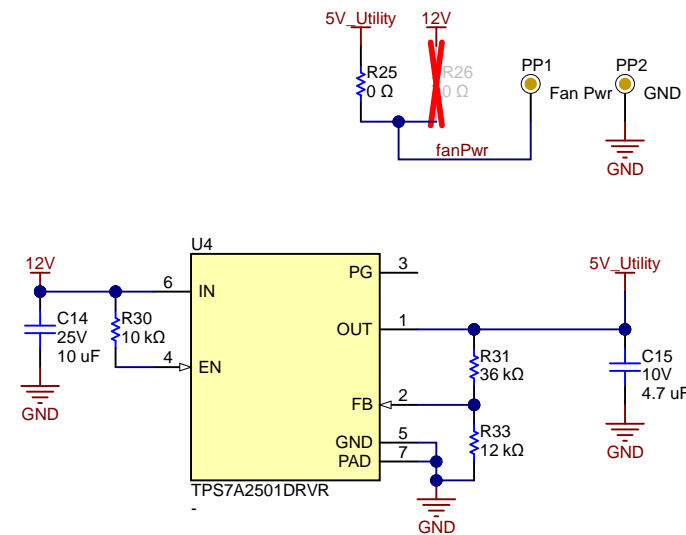 5V_Utility
12V
R25
0 Ω
R26
0 Ω
PP1
Fan Pwr
PP2
GND
fanPwr
GND
U4
12V
C14
25V
10 uF
GND
R30
10 kΩ
6
IN
4
EN
PG
3
OUT
1
FB
2
GND
5
PAD
7
TPS7A2501DRVR
-
R31
36 kΩ
R33
12 kΩ
GND
5V_Utility
C15
10V
4.7 uF
GND